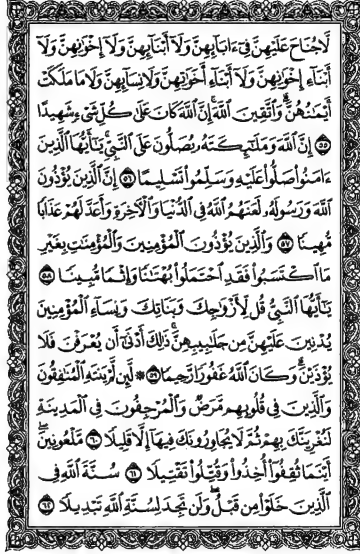 لَّا جُنَاحَ عَلَيْهِنَّ فِىٓ ءَابَآئِهِنَّ وَلَآ أَبْنَآئِهِنَّ وَلَآ إِخْوَٰنِهِنَّ وَلَآ
أَبْنَآءِ إِخْوَٰنِهِنَّ وَلَآ أَبْنَآءِ أَخَوَٰتِهِنَّ وَلَا نِسَآئِهِنَّ وَلَا مَا مَلَكَتْ
أَيْمَٰنُهُنَّ ۗ وَٱتَّقِينَ ٱللَّهَ ۚ إِنَّ ٱللَّهَ كَانَ عَلَىٰ كُلِّ شَىْءٍ شَهِيدًا
٥٥ إِنَّ ٱللَّهَ وَمَلَٰٓئِكَتَهُۥ يُصَلُّونَ عَلَى ٱلنَّبِىِّ ۚ يَٰٓأَيُّهَا ٱلَّذِينَ
ءَامَنُوا۟ صَلُّوا۟ عَلَيْهِ وَسَلِّمُوا۟ تَسْلِيمًا ٥٦ إِنَّ ٱلَّذِينَ يُؤْذُونَ
ٱللَّهَ وَرَسُولَهُۥ لَعَنَهُمُ ٱللَّهُ فِى ٱلدُّنْيَا وَٱلْءَاخِرَةِ وَأَعَدَّ لَهُمْ عَذَابًا
مُّهِينًا ٥٧ وَٱلَّذِينَ يُؤْذُونَ ٱلْمُؤْمِنِينَ وَٱلْمُؤْمِنَٰتِ بِغَيْرِ
مَا ٱكْتَسَبُوا۟ فَقَدِ ٱحْتَمَلُوا۟ بُهْتَٰنًا وَإِثْمًا مُّبِينًا ٥٨
يَٰٓأَيُّهَا ٱلنَّبِىُّ قُل لِّأَزْوَٰجِكَ وَبَنَاتِكَ وَنِسَآءِ ٱلْمُؤْمِنِينَ
يُدْنِينَ عَلَيْهِنَّ مِن جَلَٰبِيبِهِنَّ ۚ ذَٰلِكَ أَدْنَىٰٓ أَن يُعْرَفْنَ فَلَا
يُؤْذَيْنَ ۗ وَكَانَ ٱللَّهُ غَفُورًا رَّحِيمًا ٥٩ ۞ لَّئِن لَّمْ يَنتَهِ ٱلْمُنَٰفِقُونَ
وَٱلَّذِينَ فِى قُلُوبِهِم مَّرَضٌ وَٱلْمُرْجِفُونَ فِى ٱلْمَدِينَةِ
لَنُغْرِيَنَّكَ بِهِمْ ثُمَّ لَا يُجَاوِرُونَكَ فِيهَآ إِلَّا قَلِيلًا ٦٠ مَّلْعُونِينَ ۖ
أَيْنَمَا ثُقِفُوٓا۟ أُخِذُوا۟ وَقُتِّلُوا۟ تَقْتِيلًا ٦١ سُنَّةَ ٱللَّهِ فِى
ٱلَّذِينَ خَلَوْا۟ مِن قَبْلُ ۖ وَلَن تَجِدَ لِسُنَّةِ ٱللَّهِ تَبْدِيلًا ٦٢